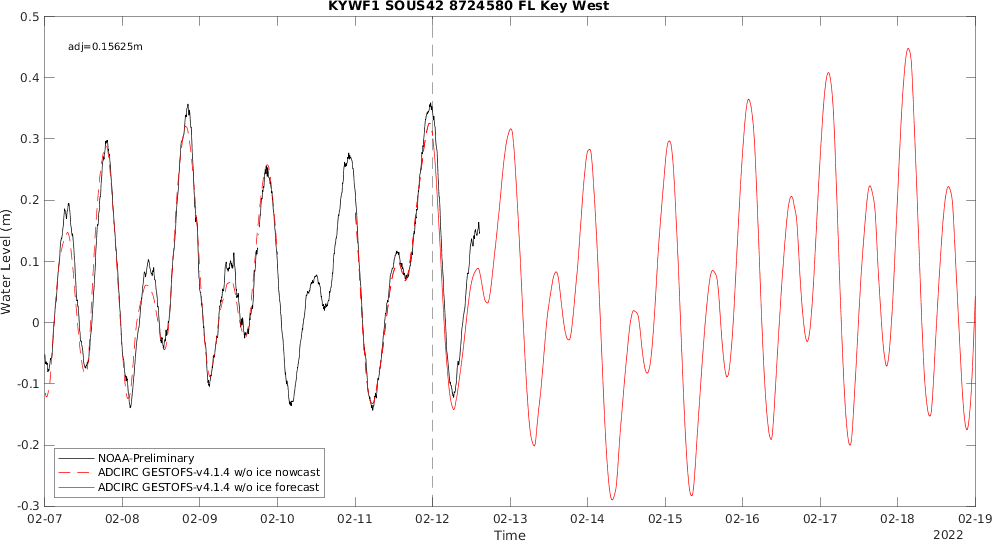 KYWF1 SOUS42 8724580 FL Key West
adj=0.15625m
0.5
0.4
0.3
0.2
0.1
0
-0.1
-0.2
-0.3
Water Level (m)
NOAA-Preliminary
ADCIRC GESTOFS-v4.1.4 w/o ice nowcast
ADCIRC GESTOFS-v4.1.4 w/o ice forecast
02-07 02-08 02-09 02-10 02-11 02-12 02-13 02-14 02-15 02-16 02-17 02-18 02-19
Time
2022